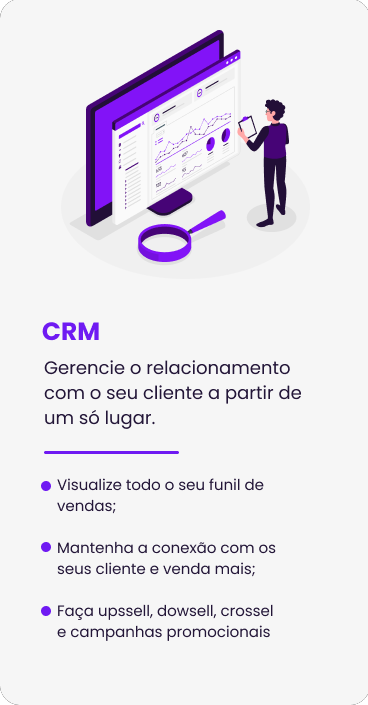 CRM
Gerencie o relacionamento
com o seu cliente a partir de
um só lugar.
Visualize todo o seu funil de
vendas;
Mantenha a conexão com os
seus cliente e venda mais;
Faça upssell, dowsell, crossel
e campanhas promocionais